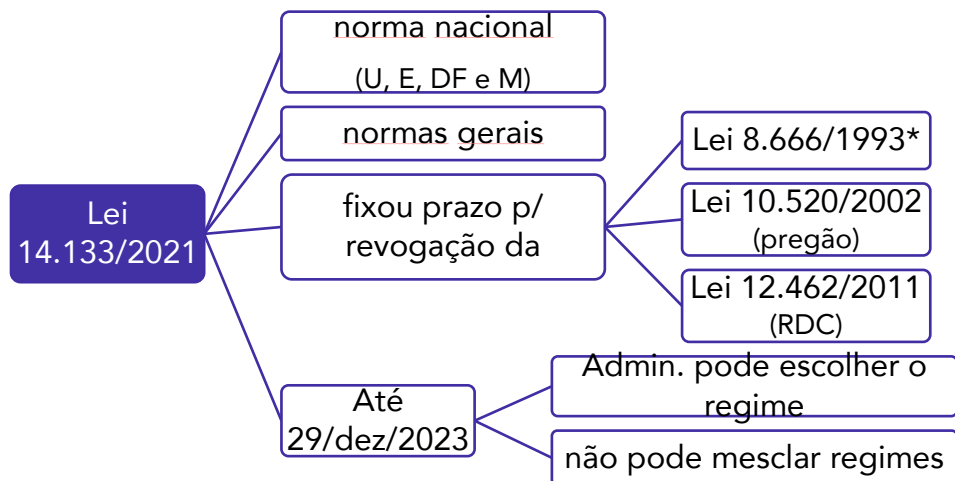 norma nacional
(U, E, DF e M)
normas gerais
Lei
14.133/2021
fixou prazo p/
revogação da
Lei 8.666/1993*
Lei 10.520/2002
(pregão)
Lei 12.462/2011
(RDC)
Até
29/dez/2023
Admin. pode escolher o
regime
não pode mesclar regimes